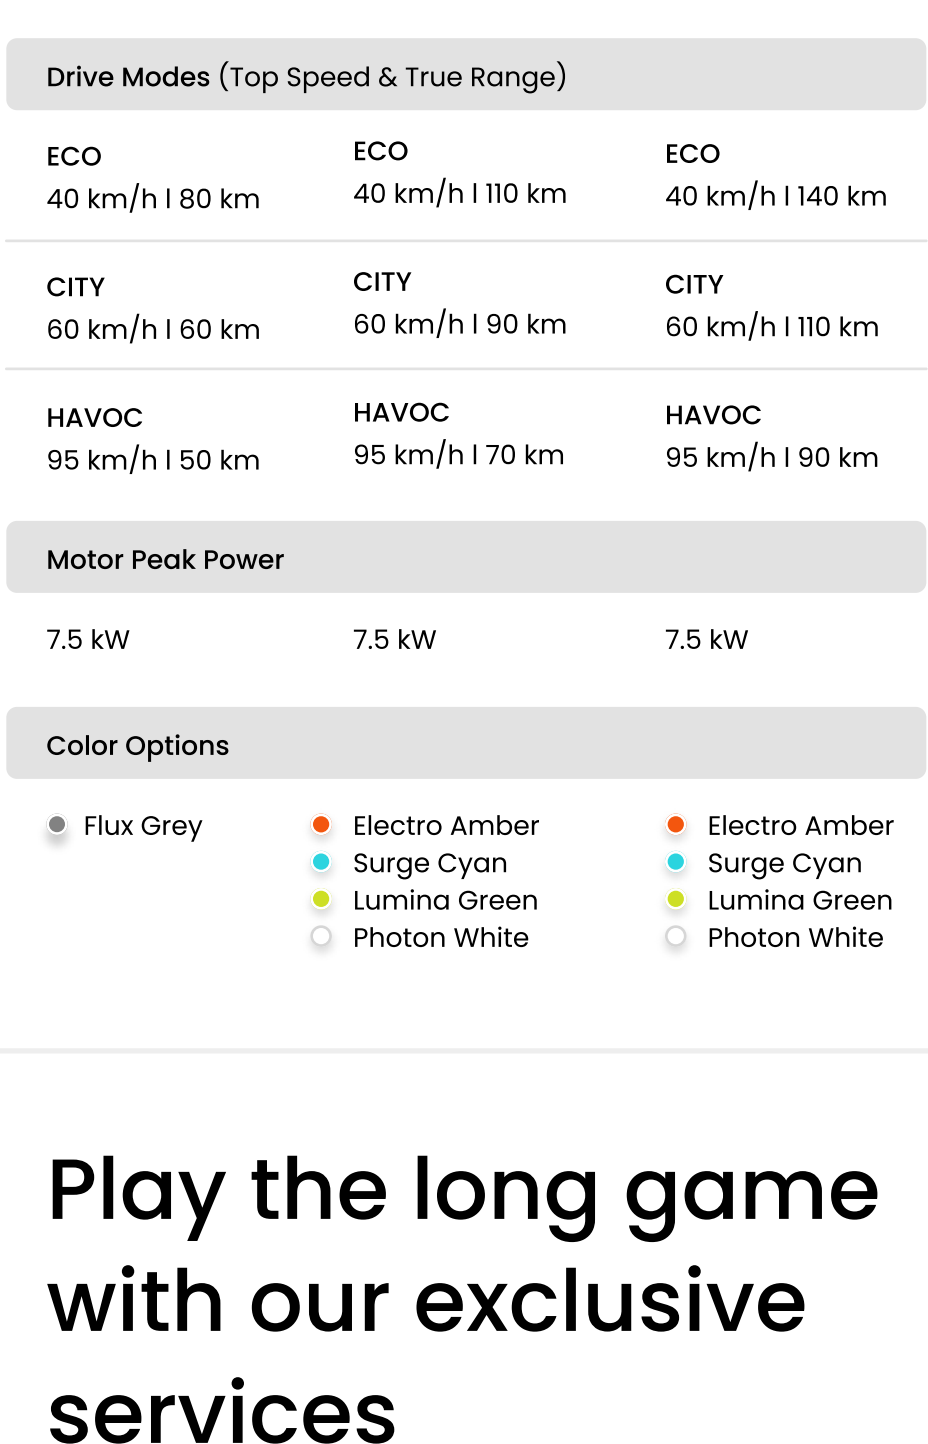 Drive Modes (Top Speed & True Range)
ECO
40 km/h | 80 km
ECO
40 km/h | 110 km
ECO
40 km/h | 140 km
CITY
60 km/h | 60 km
CITY
60 km/h | 90 km
CITY
60 km/h | 110 km
HAVOC
95 km/h | 50 km
HAVOC
95 km/h | 70 km
HAVOC
95 km/h | 90 km
Motor Peak Power
7.5 kW
7.5 kW
7.5 kW
Color Options
Flux Grey
Electro Amber
Surge Cyan
Lumina Green
Photon White
Electro Amber
Surge Cyan
Lumina Green
Photon White
Play the long game
with our exclusive
services